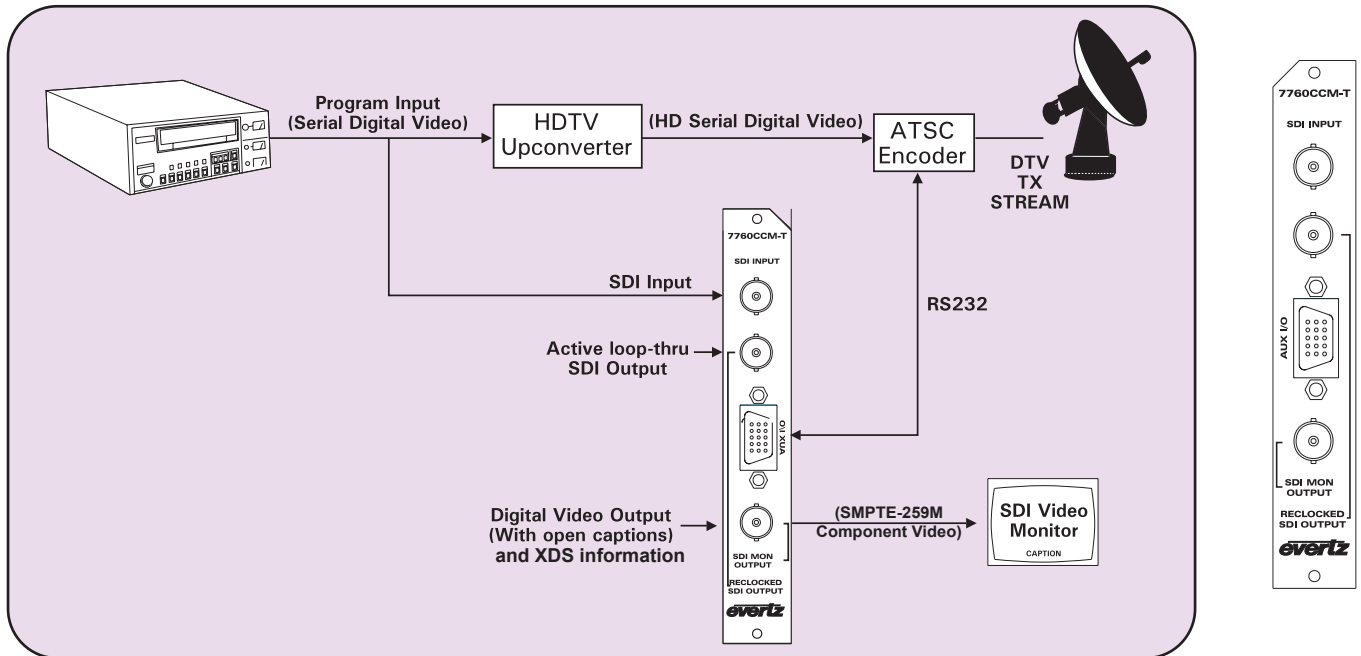 Program Input
(Serial Digital Video)
HDTV
Upconverter
(HD Serial Digital Video)
ATSC
Encoder
DTV
TX
STREAM
7760CCM-T
SDI INPUT
SDI Input
RS232
Active loop-thru
SDI Output
AUX I/O
Digital Video Output
(With open captions)
and XDS information
(SMPTE-259M
Component Video)
SDI Video
Monitor
CAPTION
SDI MON
OUTPUT
RECLOCKED
SDI OUTPUT
evertz
7760CCM-T
SDI INPUT
AUX I/O
SDI MON
OUTPUT
RECLOCKED
SDI OUTPUT
evertz